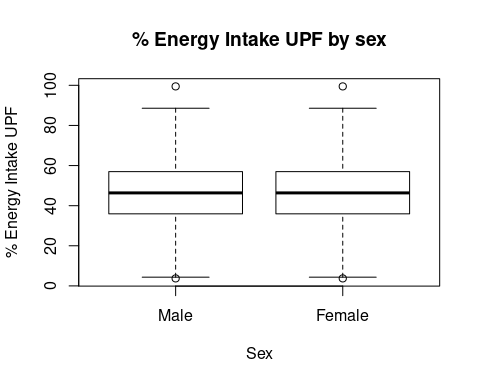 % Energy Intake UPF by sex
% Energy Intake UPF
100
80
60
40
20
0
Male Female
Sex